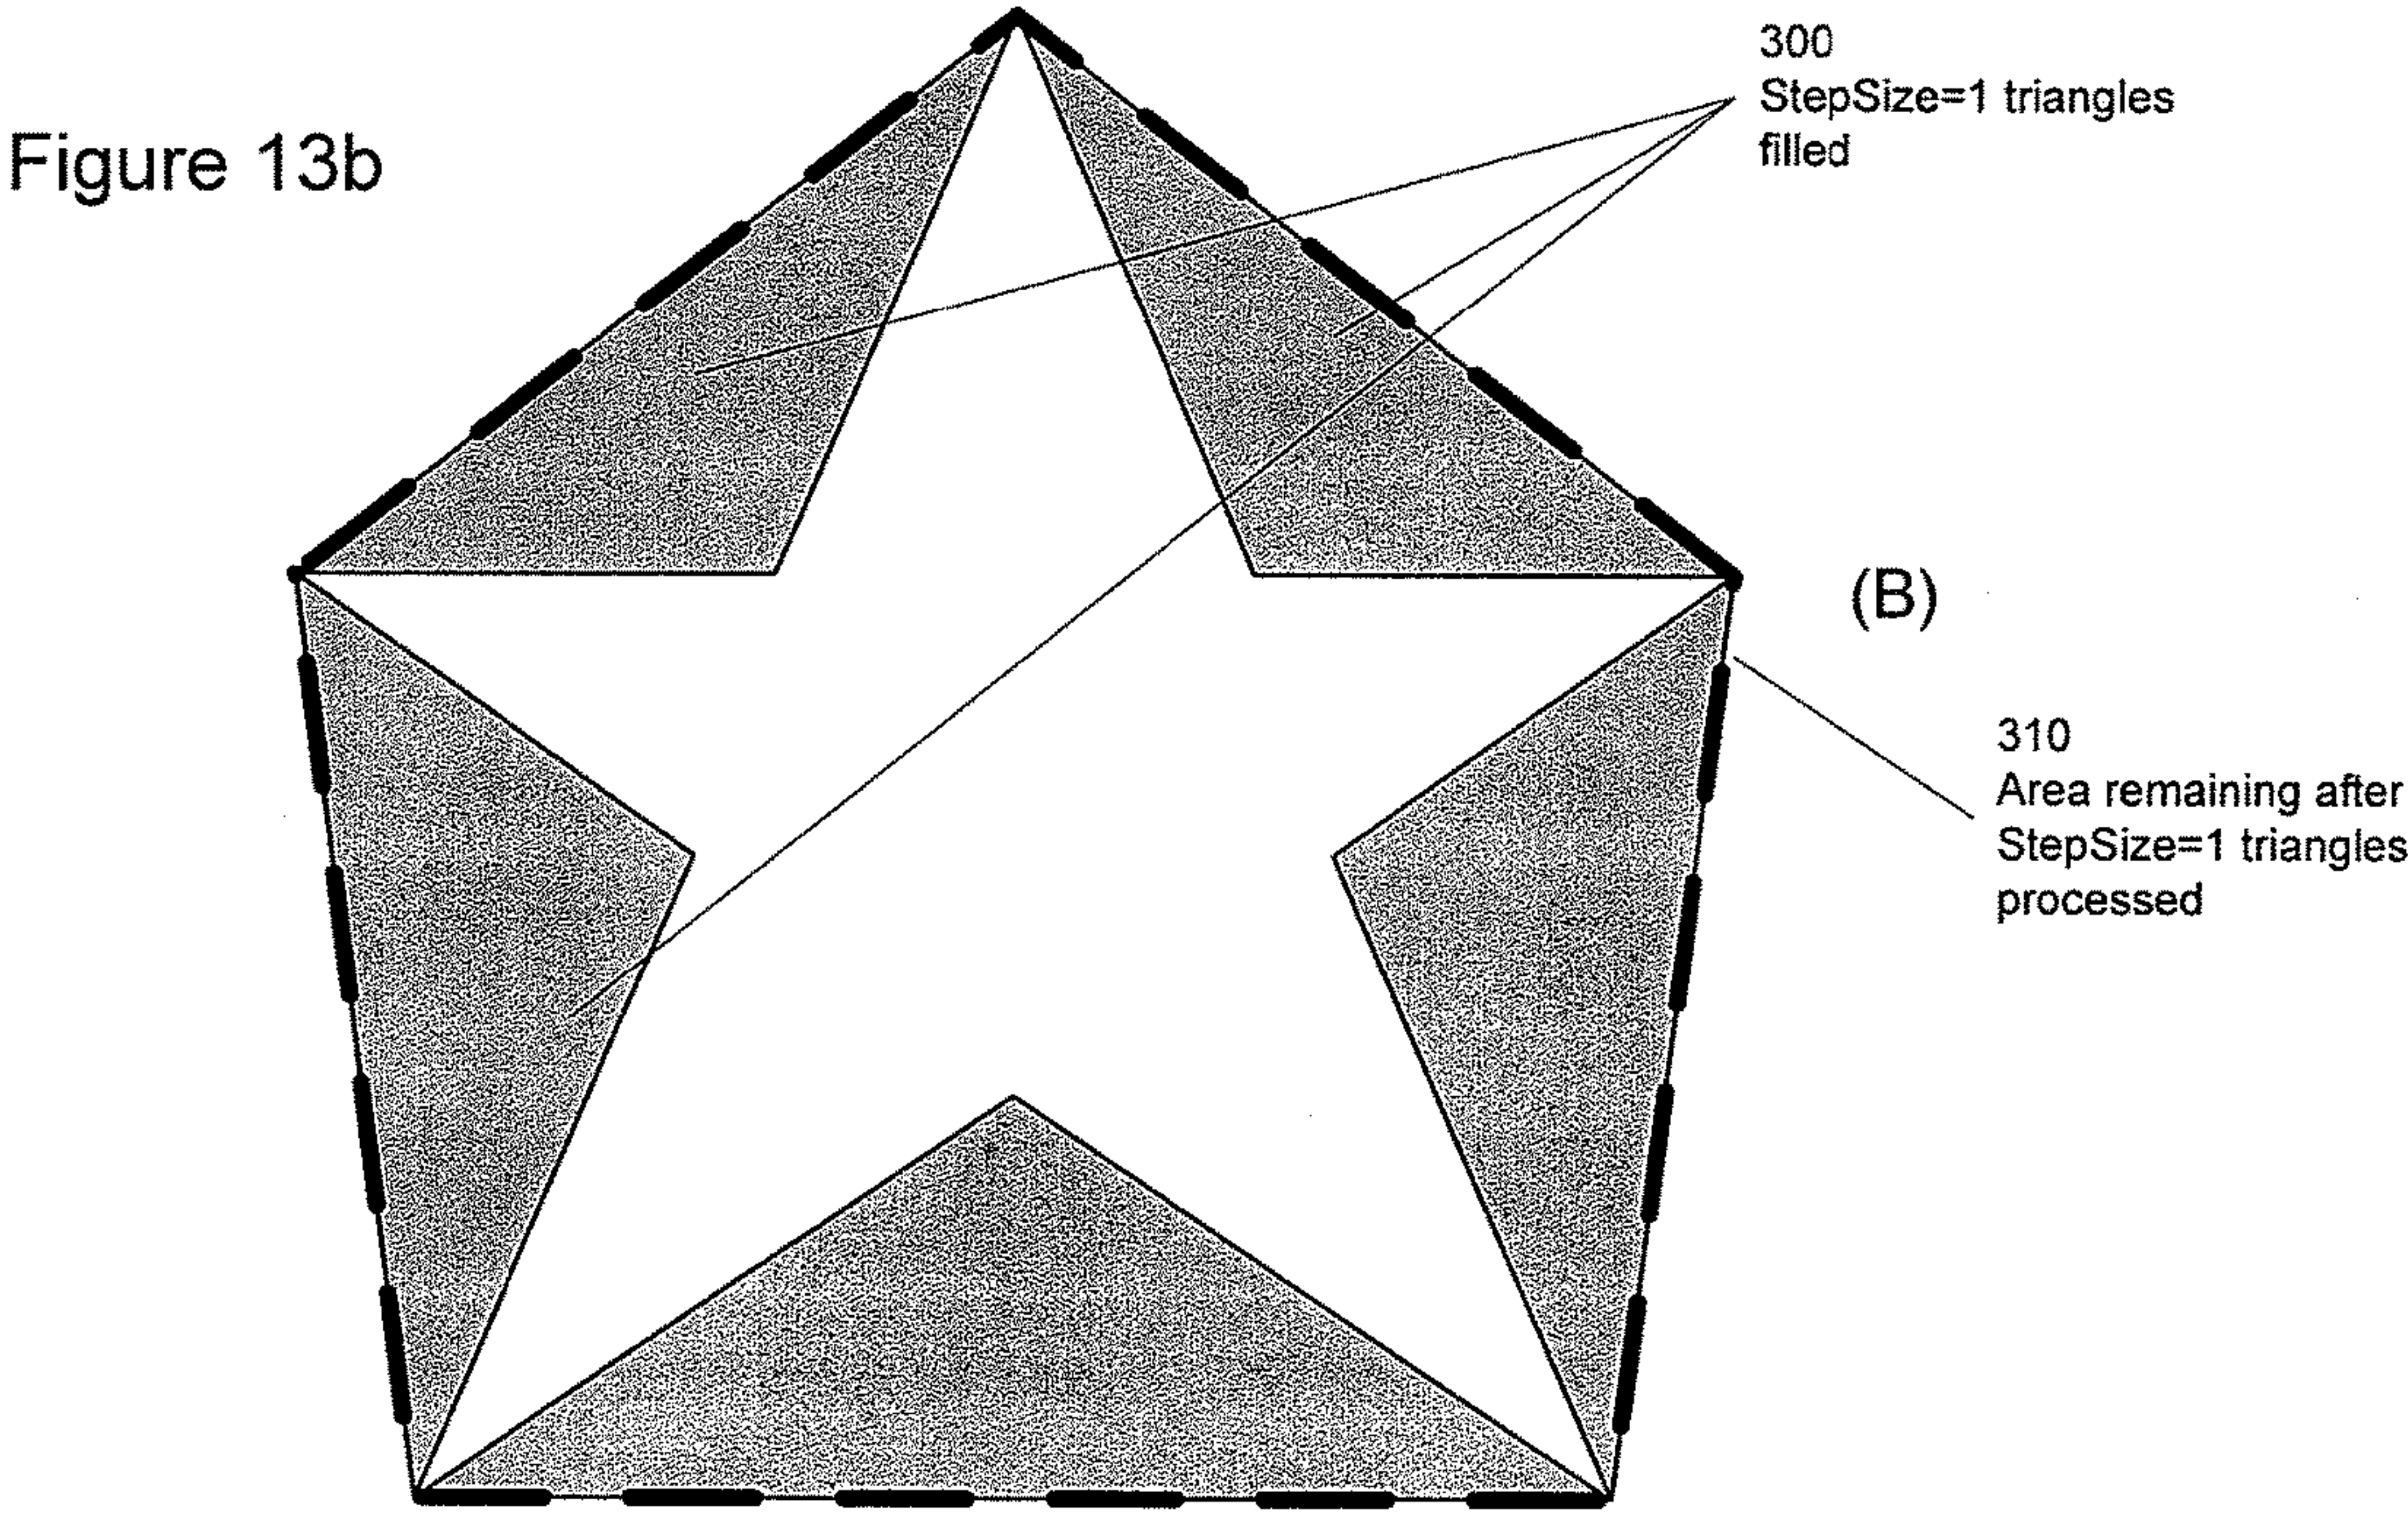 Figure 13b
300
StepSize=1 triangles
filled
(B)
310
Area remaining after
StepSize=1 triangles
processed